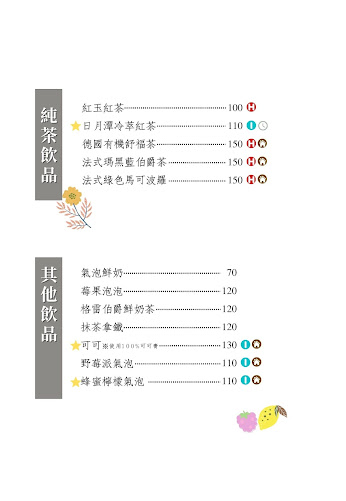 純茶飲品
紅玉紅茶 100 H
日月潭冷萃紅茶 110 I
德國有機舒福茶 150 H
法式瑪黑藍伯爵茶 150 H
法式綠色馬可波羅 150 H
其他飲品
氣泡鮮奶 70
莓果泡泡 120
格雷伯爵鮮奶茶 120
抹茶拿鐵 120
可可※使用100%可可膏 130 I
野莓派氣泡 110 I
蜂蜜檸檬氣泡 110 I